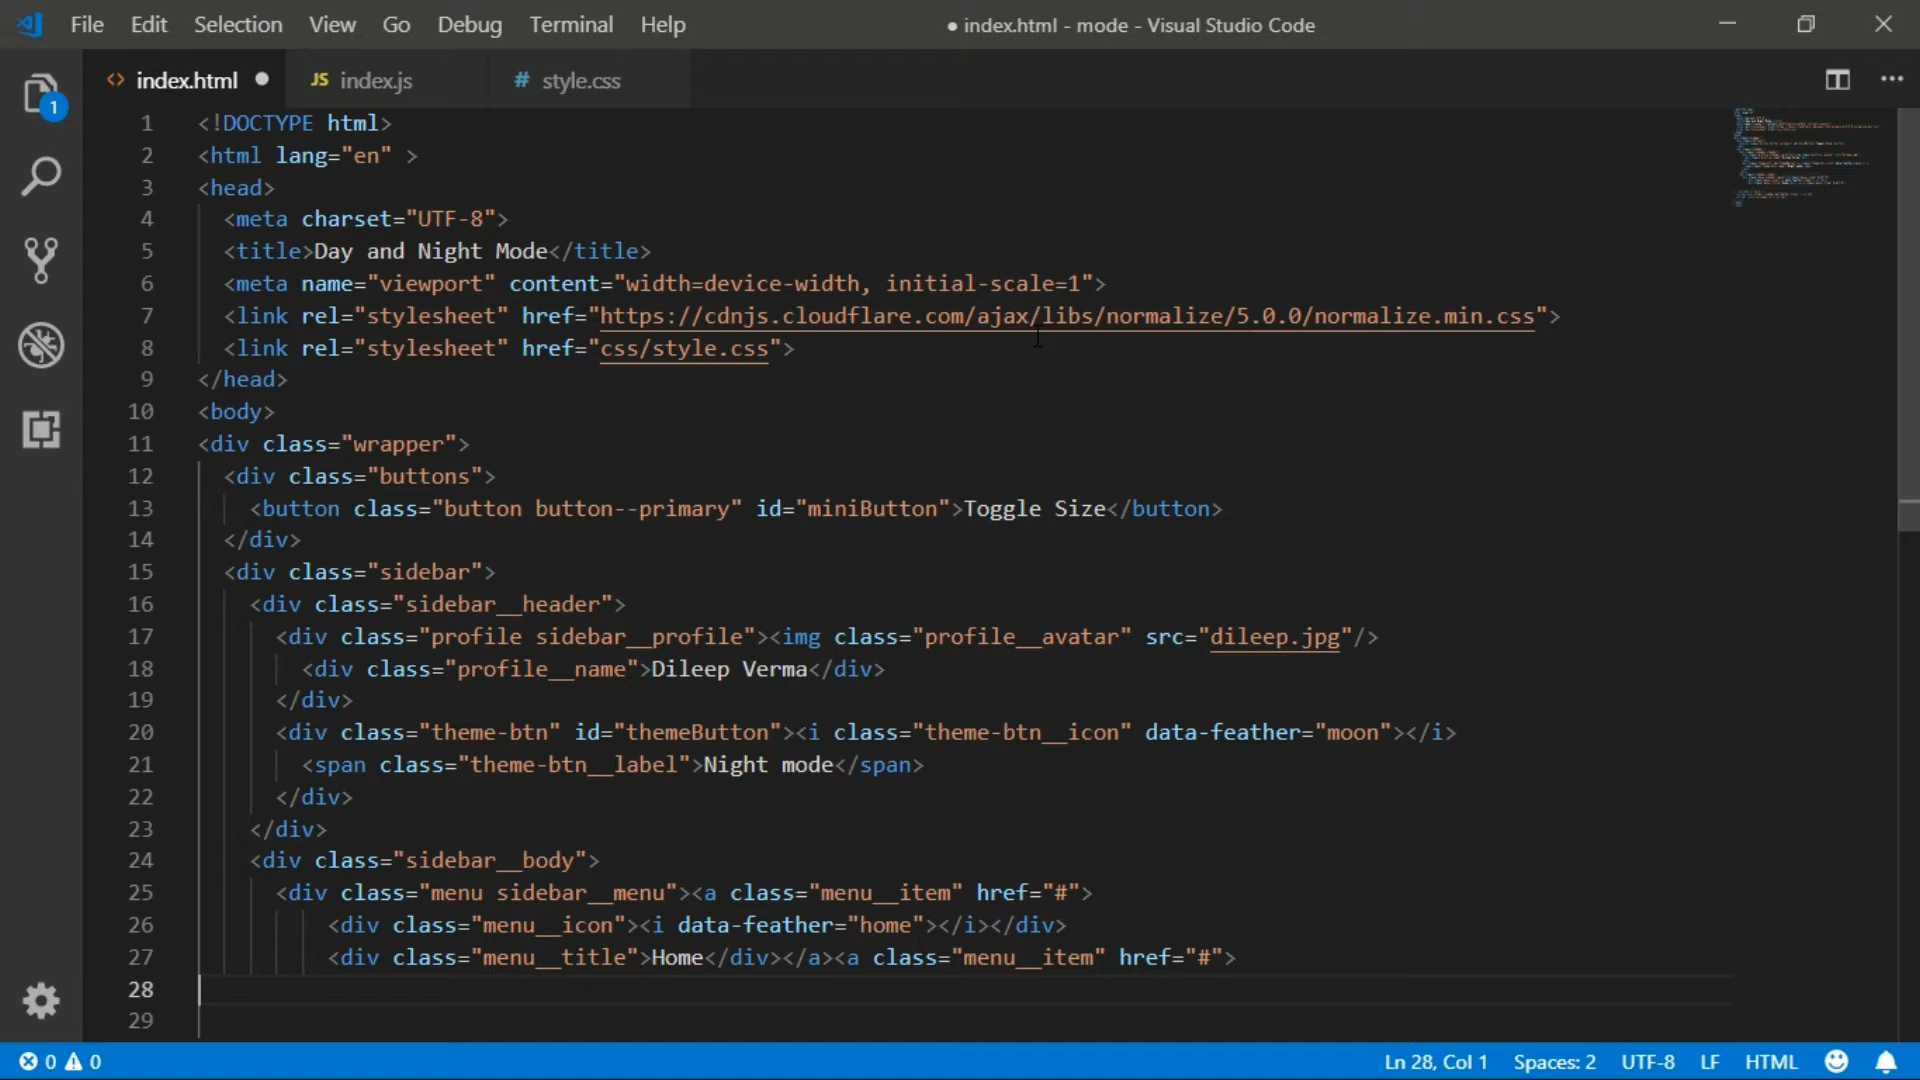 File Edit Selection View Go Debug Terminal Help ● index.html - mode - Visual Studio Code
1 <> index.html ● JS index.js # style.css
1 <!DOCTYPE html>
2 <html lang="en" >
3 <head>
4 <meta charset="UTF-8">
5 <title>Day and Night Mode</title>
6 <meta name="viewport" content="width=device-width, initial-scale=1">
7 <link rel="stylesheet" href="https://cdnjs.cloudflare.com/ajax/libs/normalize/5.0.0/normalize.min.css">
8 <link rel="stylesheet" href="css/style.css">
9 </head>
10 <body>
11 <div class="wrapper">
12 <div class="buttons">
13 <button class="button button--primary" id="miniButton">Toggle Size</button>
14 </div>
15 <div class="sidebar">
16 <div class="sidebar__header">
17 <div class="profile sidebar__profile"><img class="profile__avatar" src="dileep.jpg"/>
18 <div class="profile__name">Dileep Verma</div>
19 </div>
20 <div class="theme-btn" id="themeButton"><i class="theme-btn__icon" data-feather="moon"></i>
21 <span class="theme-btn__label">Night mode</span>
22 </div>
23 </div>
24 <div class="sidebar__body">
25 <div class="menu sidebar__menu"><a class="menu__item" href="#">
26 <div class="menu__icon"><i data-feather="home"></i></div>
27 <div class="menu__title">Home</div></a><a class="menu__item" href="#">
28
29
0 0 Ln 28, Col 1 Spaces: 2 UTF-8 LF HTML